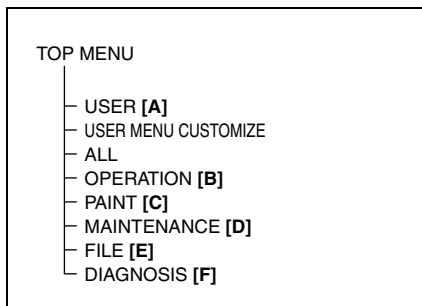 TOP MENU
USER [A]
USER MENU CUSTOMIZE
ALL
OPERATION [B]
PAINT [C]
MAINTENANCE [D]
FILE [E]
DIAGNOSIS [F]